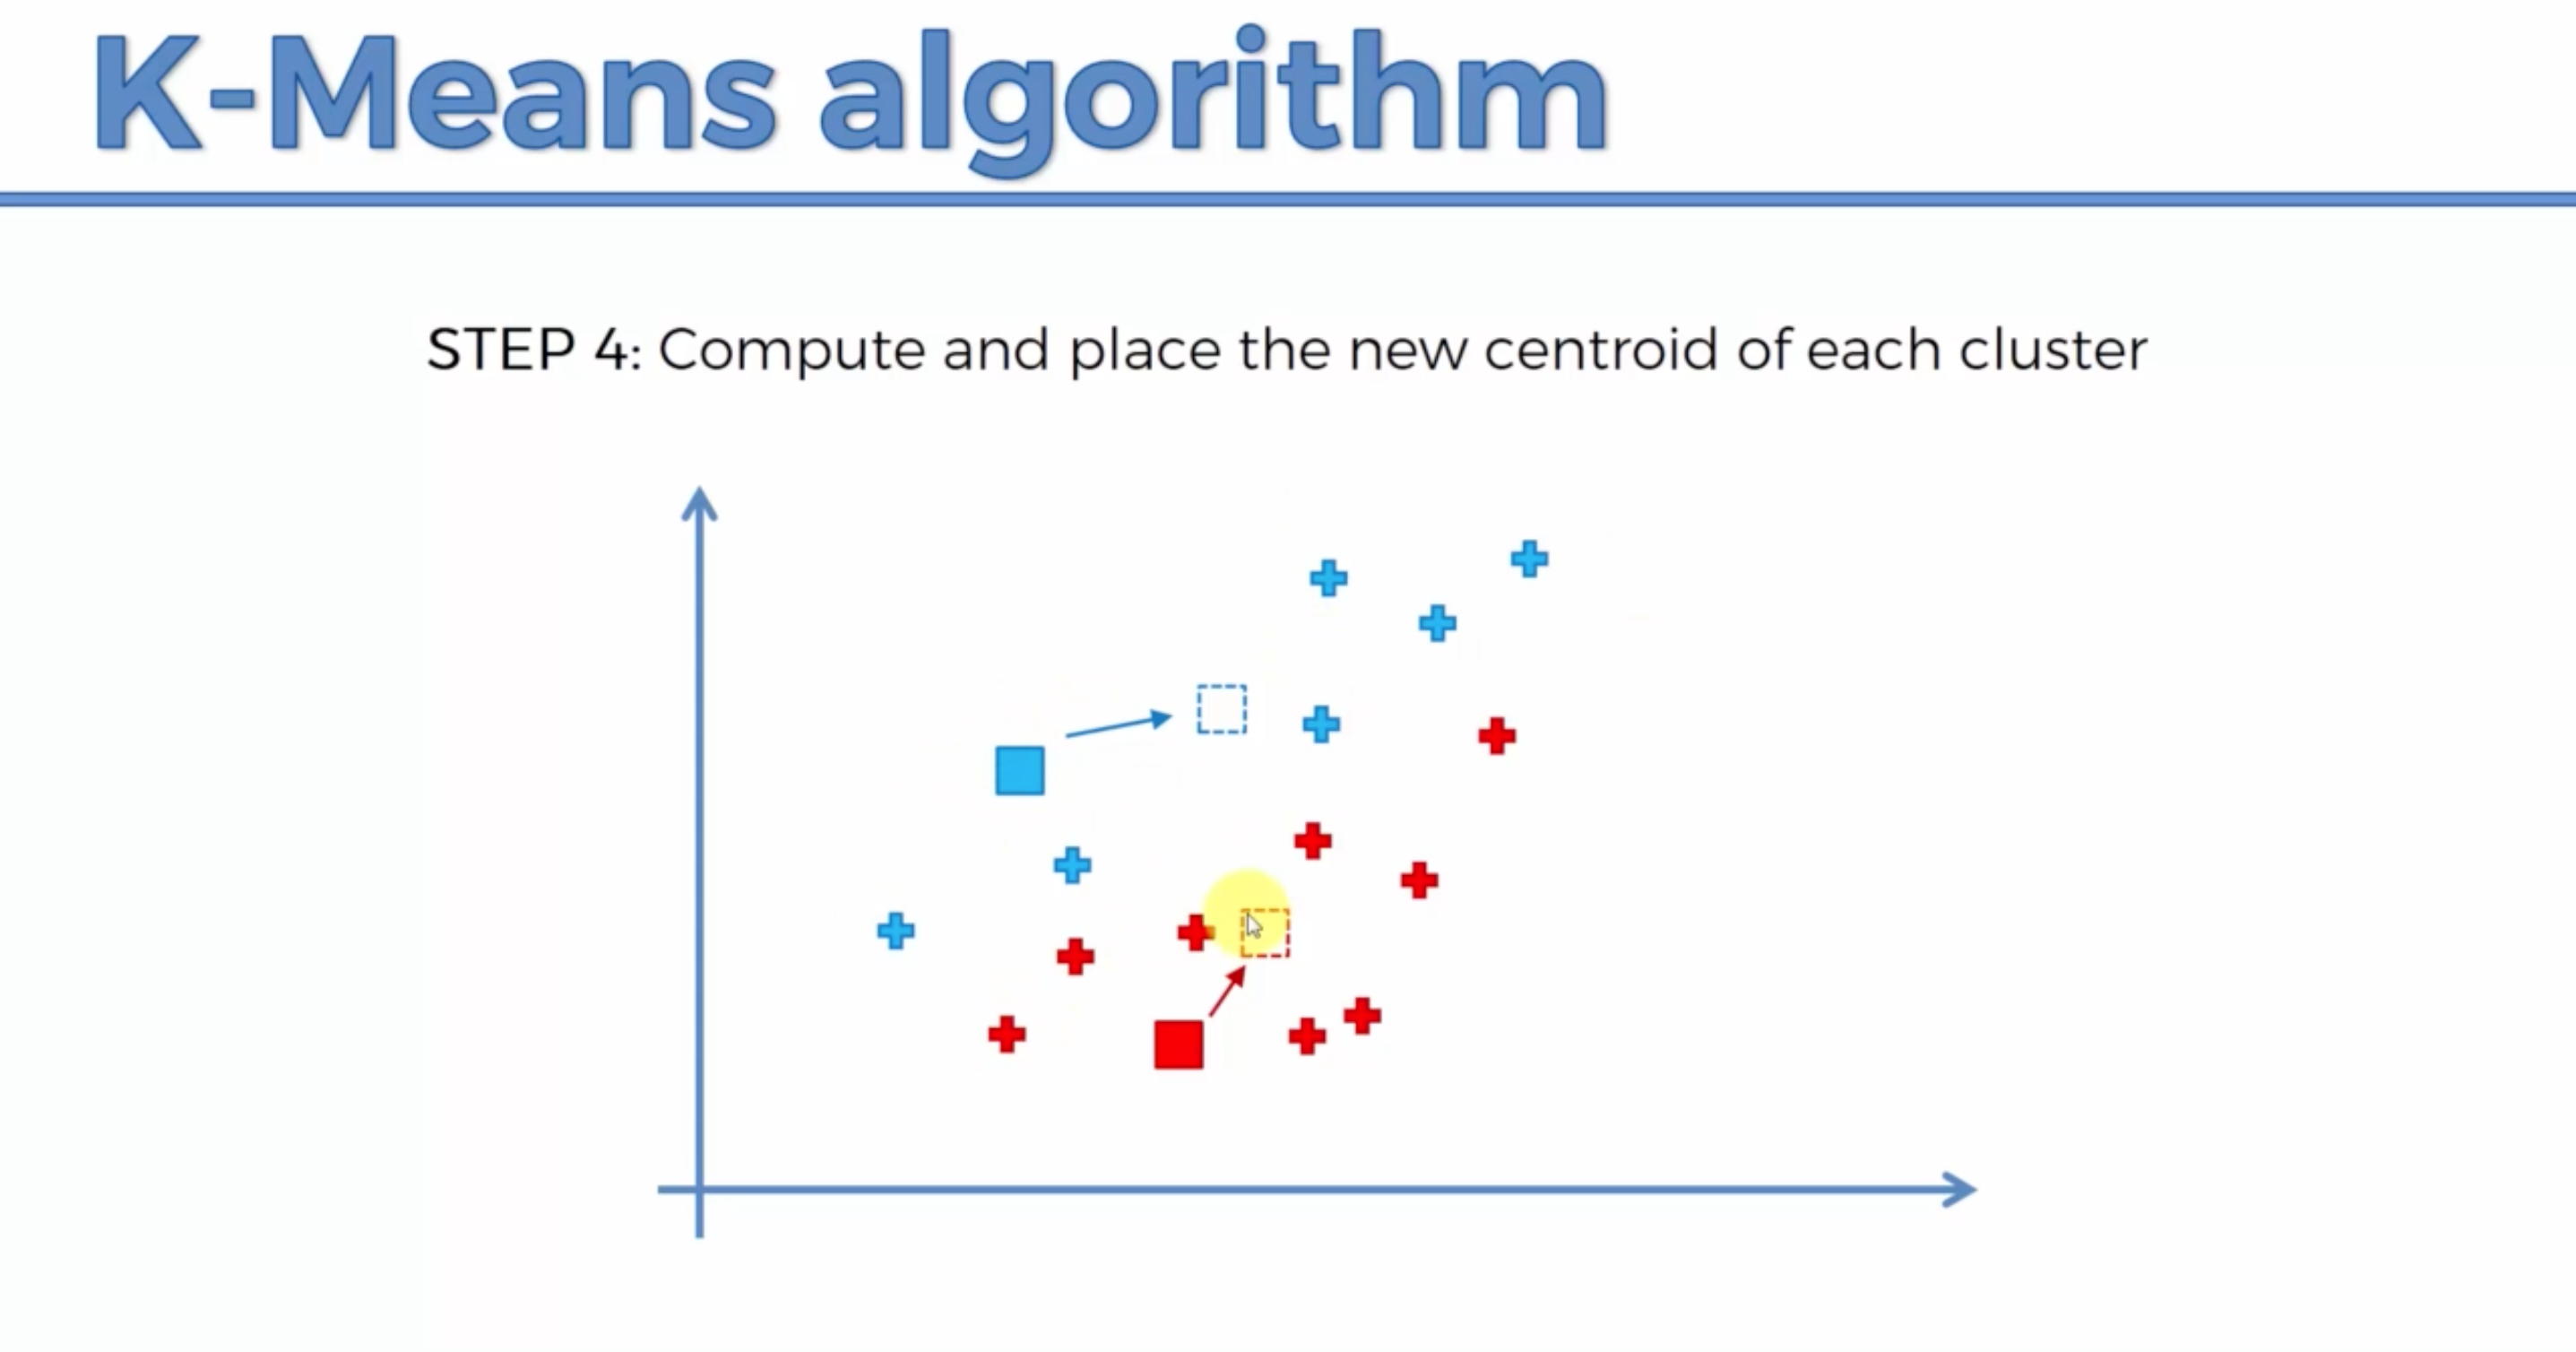 K-Means algorithm
STEP 4: Compute and place the new centroid of each cluster